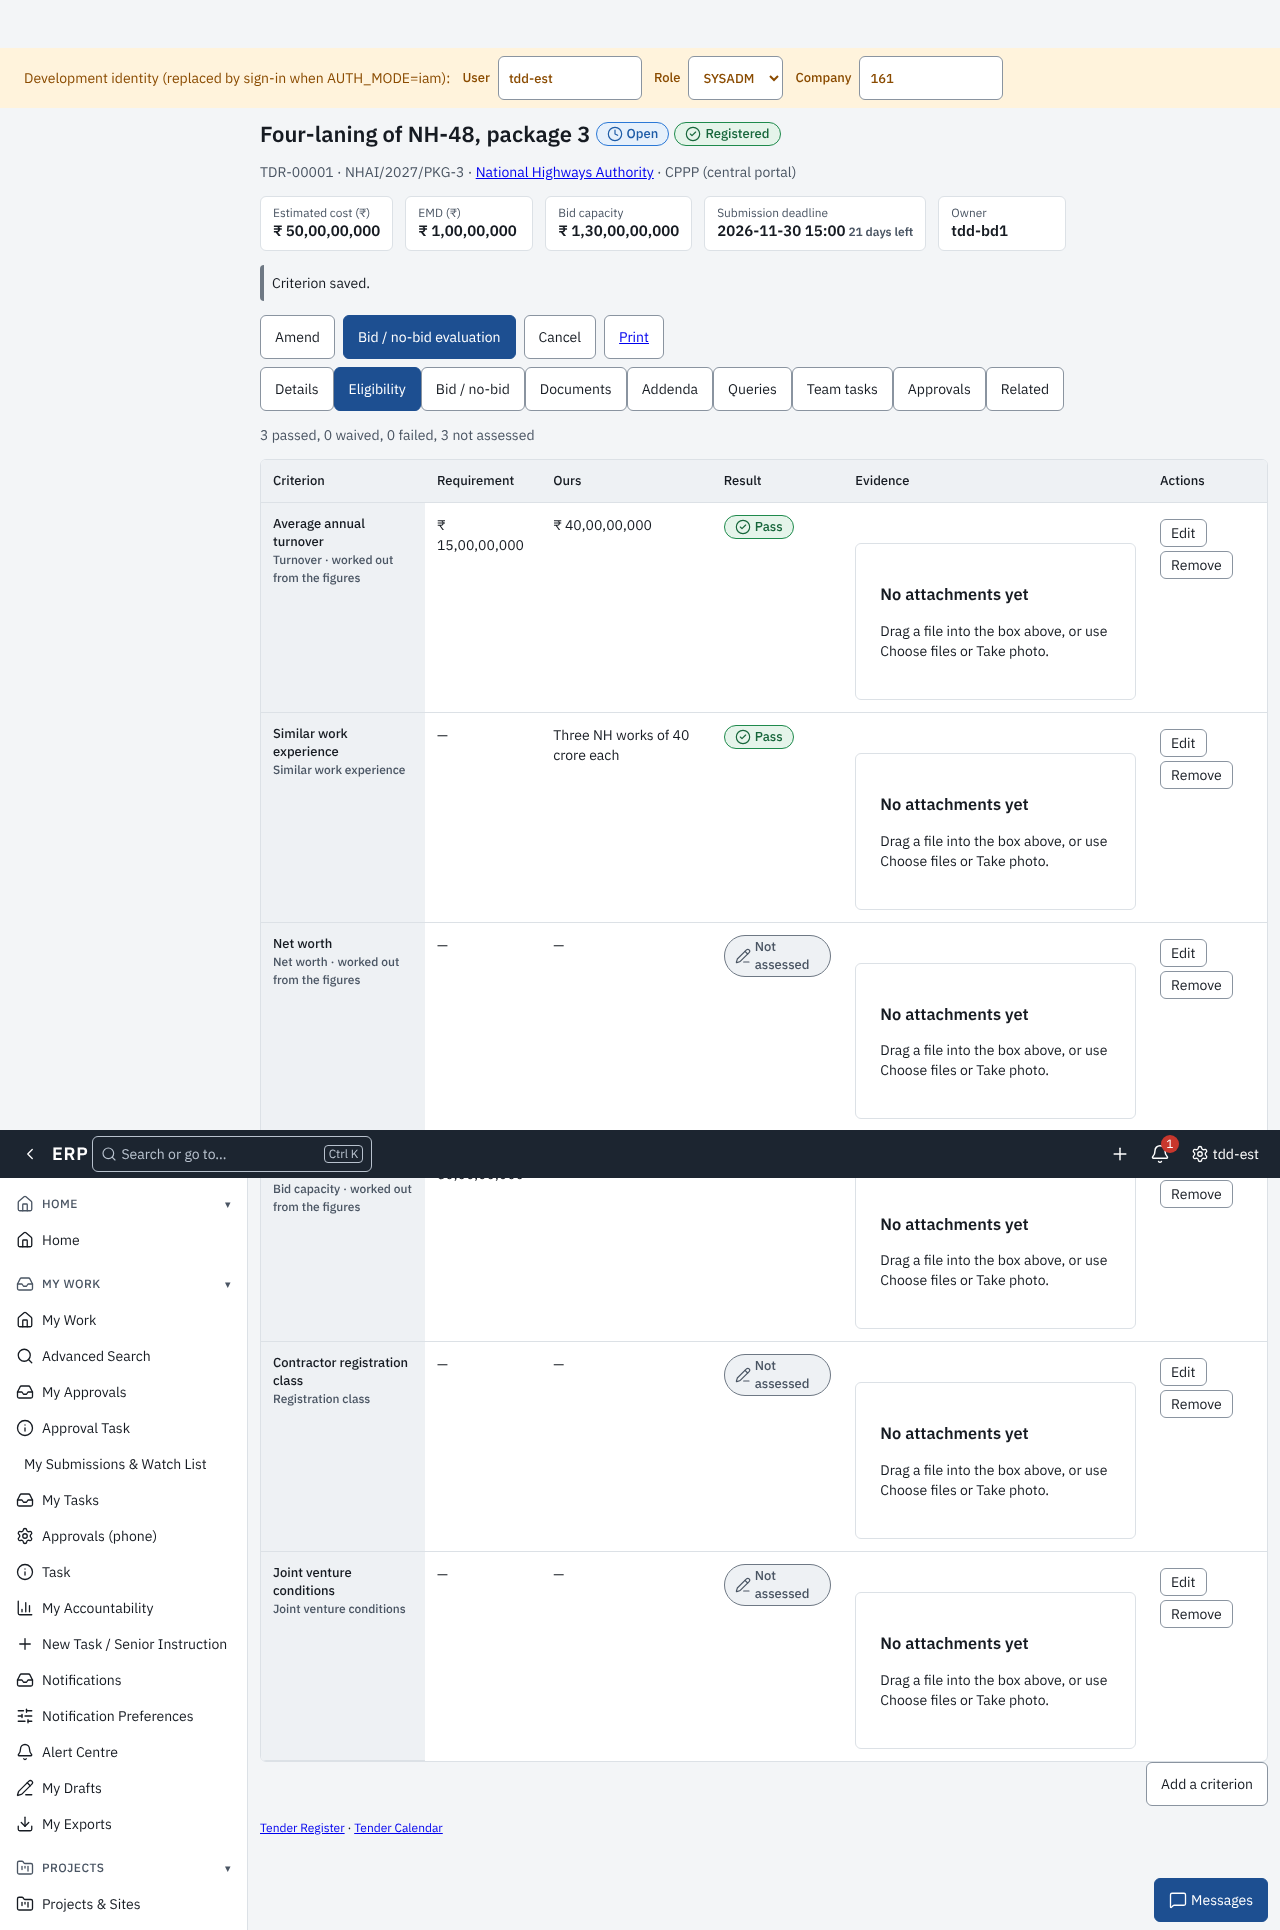 Development identity (replaced by sign-in when AUTH_MODE=iam): User tdd-est Role SYSADM Company 161
Four-laning of NH-48, package 3 Open Registered
TDR-00001 · NHAI/2027/PKG-3 · National Highways Authority · CPPP (central portal)
Estimated cost (₹) EMD (₹) Bid capacity Submission deadline Owner
₹ 50,00,00,000 ₹ 1,00,00,000 ₹ 1,30,00,00,000 2026-11-30 15:00 21 days left tdd-bd1
Criterion saved.
Amend Bid / no-bid evaluation Cancel Print
Details Eligibility Bid / no-bid Documents Addenda Queries Team tasks Approvals Related
3 passed, 0 waived, 0 failed, 3 not assessed
Criterion Requirement Ours Result Evidence Actions
Average annual turnover
Turnover · worked out from the figures
₹ 15,00,00,000
₹ 40,00,00,000
Pass
No attachments yet
Drag a file into the box above, or use
Choose files or Take photo.
Edit
Remove
Similar work experience
Similar work experience
—
Three NH works of 40 crore each
Pass
No attachments yet
Drag a file into the box above, or use
Choose files or Take photo.
Edit
Remove
Net worth
Net worth · worked out from the figures
—
—
Not assessed
No attachments yet
Drag a file into the box above, or use
Choose files or Take photo.
Edit
Remove
ERP Search or go to... Ctrl K 1 tdd-est
Bid capacity · worked out from the figures
No attachments yet
Drag a file into the box above, or use
Choose files or Take photo.
Remove
Contractor registration class
Registration class
—
—
Not assessed
No attachments yet
Drag a file into the box above, or use
Choose files or Take photo.
Edit
Remove
Joint venture conditions
Joint venture conditions
—
—
Not assessed
No attachments yet
Drag a file into the box above, or use
Choose files or Take photo.
Edit
Remove
Add a criterion
Tender Register · Tender Calendar
HOME
Home
MY WORK
My Work
Advanced Search
My Approvals
Approval Task
My Submissions & Watch List
My Tasks
Approvals (phone)
Task
My Accountability
New Task / Senior Instruction
Notifications
Notification Preferences
Alert Centre
My Drafts
My Exports
PROJECTS
Projects & Sites
Messages